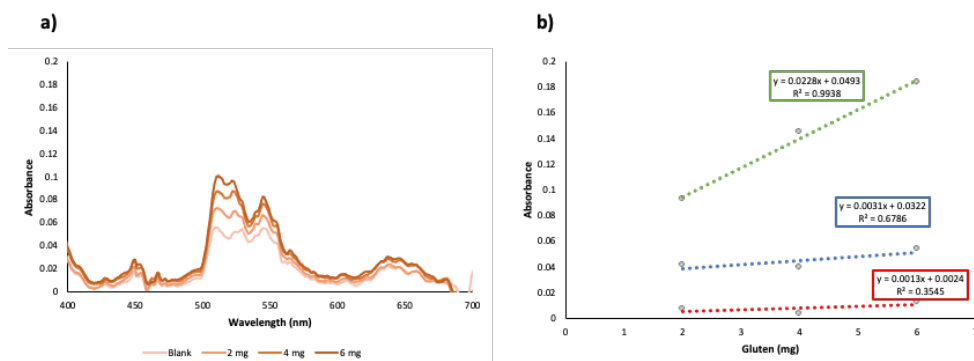 a)
0.2
0.18
0.16
0.14
0.12
0.1
0.08
0.06
0.04
0.02
0
Absorbance
400
450
500
550
600
650
700
Wavelength (nm)
Blank 2 mg 4 mg 6 mg
b)
0.2
0.18
0.16
0.14
0.12
0.1
0.08
0.06
0.04
0.02
0
Absorbance
y = 0.0228x + 0.0493
R² = 0.9938
y = 0.0031x + 0.0322
R² = 0.6786
y = 0.0013x + 0.0024
R² = 0.3545
0
1
2
3
4
5
6
7
Gluten (mg)